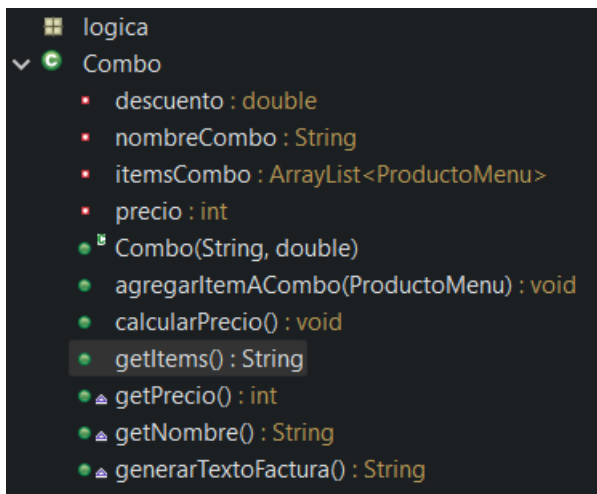 logica
Combo
descuento : double
nombreCombo : String
itemsCombo : ArrayList<ProductoMenu>
precio : int
Combo(String, double)
agregarItemACombo(ProductoMenu) : void
calcularPrecio() : void
getItems() : String
getPrecio() : int
getNombre() : String
generarTextoFactura() : String